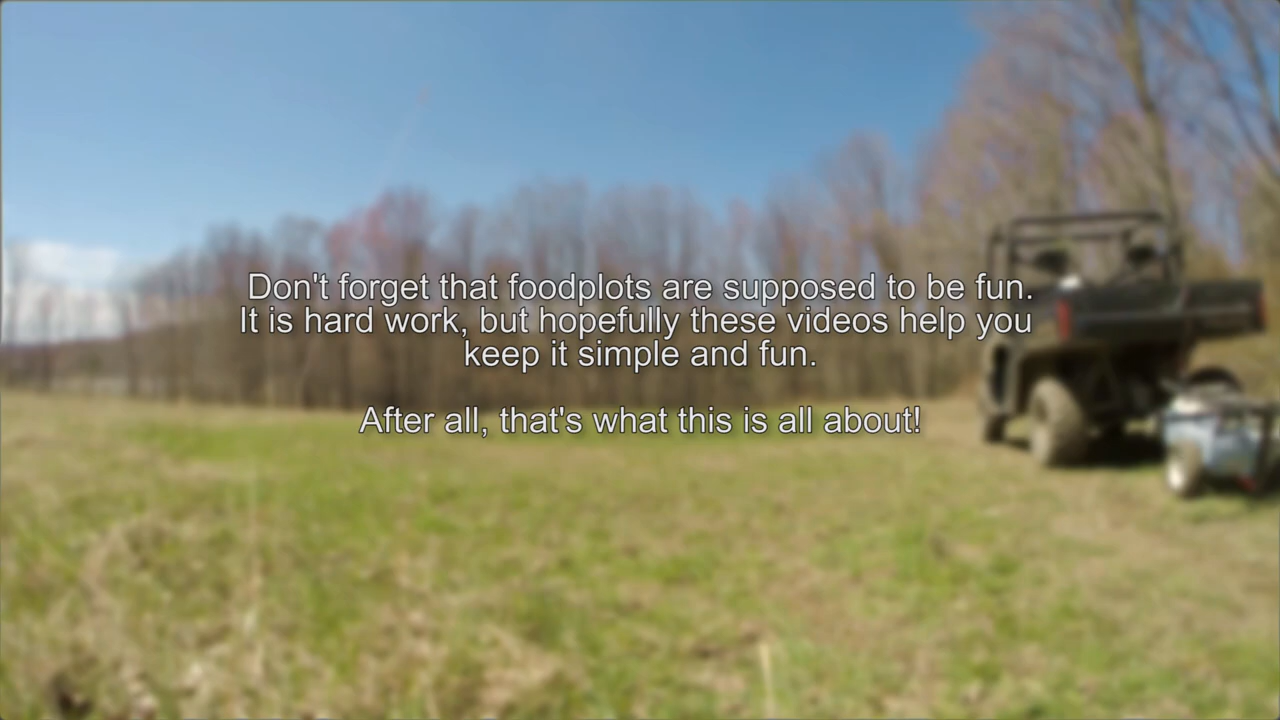 Don't forget that foodplots are supposed to be fun.
It is hard work, but hopefully these videos help you
keep it simple and fun.
After all, that's what this is all about!